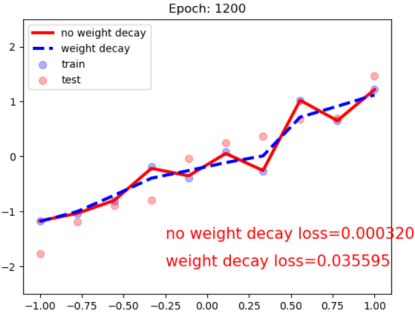 Epoch: 1200
no weight decay
weight decay
train
test
2
1
0
−1
−2
no weight decay loss=0.000320
weight decay loss=0.035595
−1.00 −0.75 −0.50 −0.25 0.00 0.25 0.50 0.75 1.00